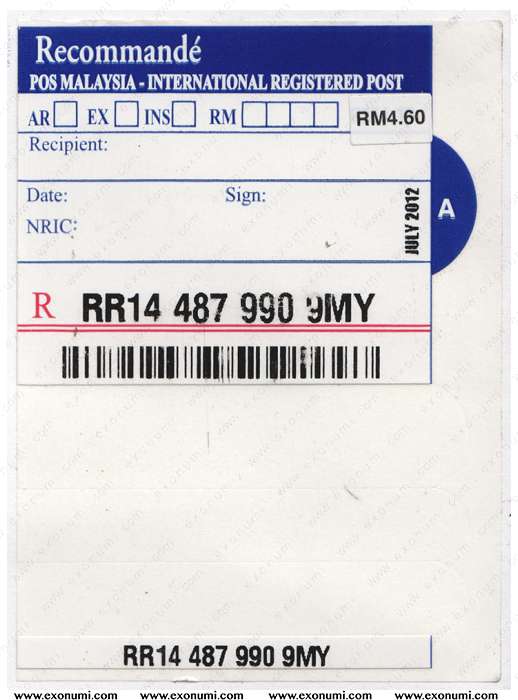 Recommandé
POS MALAYSIA - INTERNATIONAL REGISTERED POST
AR EX INS RM RM4.60
Recipient:
Date: Sign:
NRIC:
JULY 2012
A
R RR14 487 990 9MY
RR14 487 990 9MY
www.exonumi.com www.exonumi.com www.exonumi.com www.exonumi.com